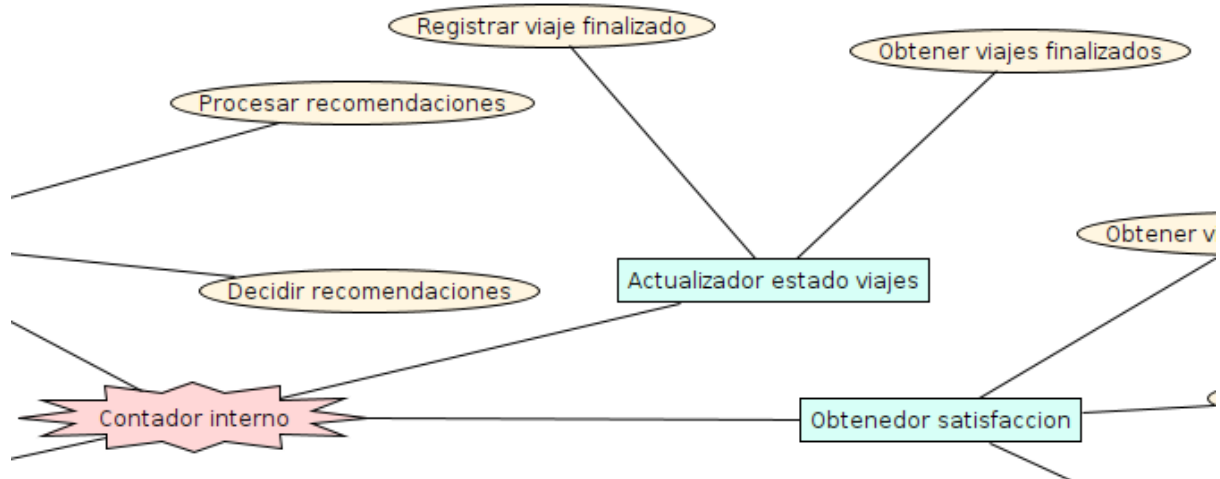 Registrar viaje finalizado
Obtener viajes finalizados
Procesar recomendaciones
Obtener
Actualizador estado viajes
Decidir recomendaciones
Contador interno
Obtenedor satisfaccion